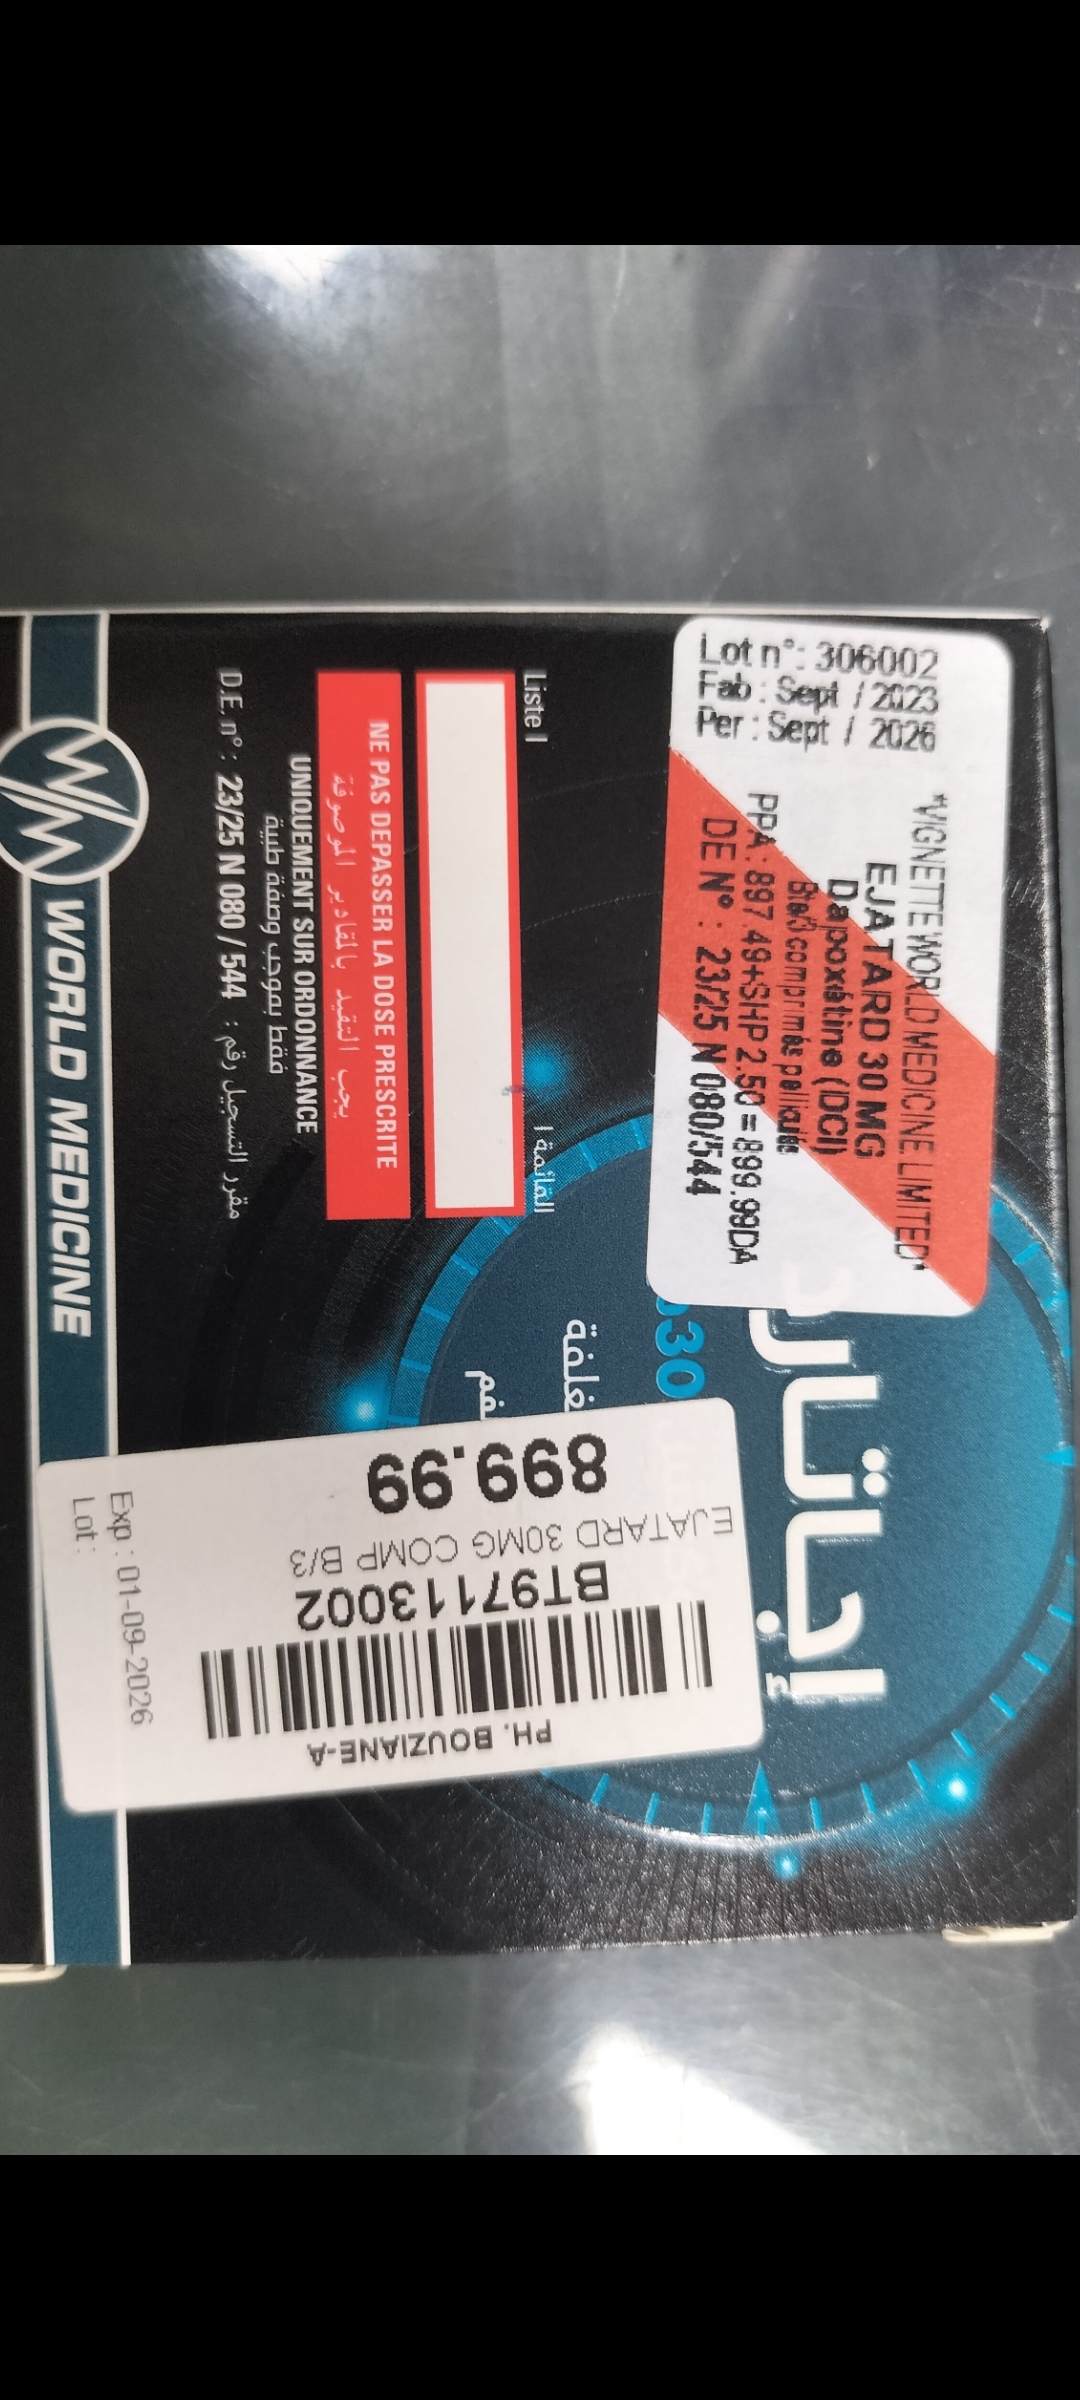 Lot n°: 306002
Fab : Sept / 2023
Per : Sept / 2026
"VIGNETTE WORLD MEDICINE LIMITED"
EJATARD 30 MG
Dapoxétine (DCI)
Bte/3 comprimés pelliculés
PPA : 897.49+SHP 2.50 = 899.99DA
DE N° : 23/25 N 080/544
إجاتارد
30
Liste I
القائمة I
NE PAS DEPASSER LA DOSE PRESCRITE
يجب التقيد بالمقادير الموصوفة
UNIQUEMENT SUR ORDONNANCE
فقط بموجب وصفة طبية
D.E. n° : 23/25 N 080 / 544 : مقرر التسجيل رقم
WORLD MEDICINE
PH. BOUZIANE-A
BT97113002
EJATARD 30MG COMP B/3
899.99
Exp : 01-09-2026
Lot :